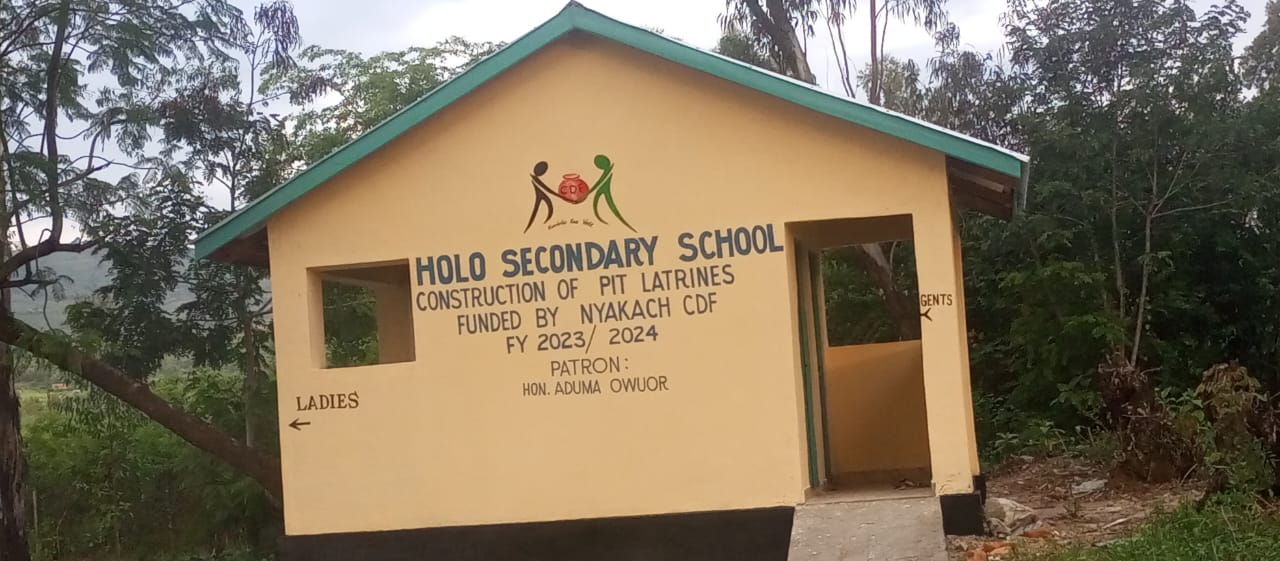 CDF
HOLO SECONDARY SCHOOL
CONSTRUCTION OF PIT LATRINES
FUNDED BY NYAKACH CDF
FY 2023/ 2024
PATRON:
HON. ADUMA OWUOR
LADIES
GENTS